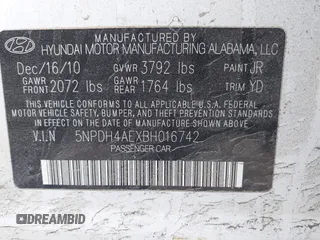 HYUNDAI MOTOR MANUFACTURING ALABAMA, LLC
Dec/16/10 GVWR 3792 lbs PAINT JR
GAWR FRONT 2072 lbs GAWR REAR 1764 lbs TRIM YD
THIS VEHICLE CONFORMS TO ALL APPLICABLE FEDERAL
MOTOR VEHICLE SAFETY, BUMPER, AND THEFT
PREVENTION STANDARDS IN EFFECT ON THE DATE OF
MANUFACTURE SHOWN ABOVE.
V.I.N 5NPDH4AEXBH016742
PASSENGER CAR
DREAMBID